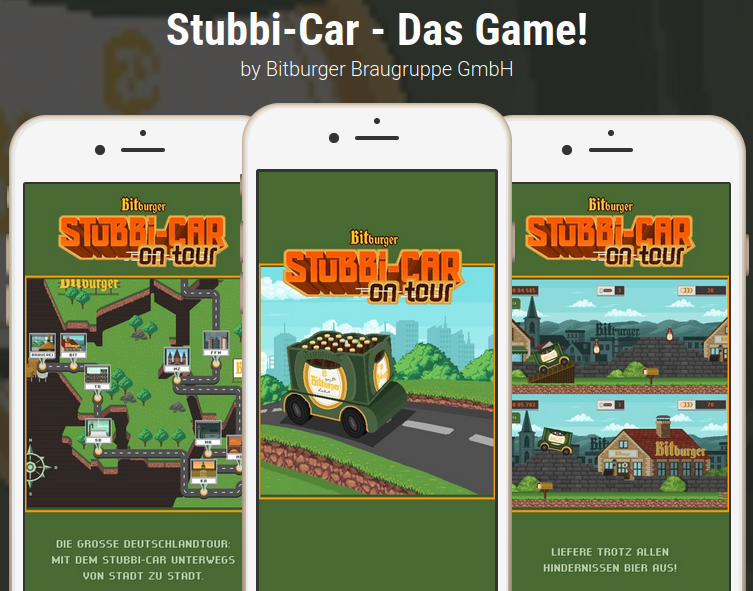 Stubbi-Car - Das Game!
by Bitburger Braugruppe GmbH
Bitburger
STUBBI-CAR
on tour
Bitburger
BRAUEREI
BIT
TR
SB
MZ
FFM
KA
DIE GROSSE DEUTSCHLANDTOUR:
MIT DEM STUBBI-CAR UNTERWEGS
VON STADT ZU STADT.
Bitburger
STUBBI-CAR
on tour
Bitburger
Bitburger
STUBBI-CAR
on tour
Bitburger
Bitburger
LIEFERE TROTZ ALLEN
HINDERNISSEN BIER AUS!